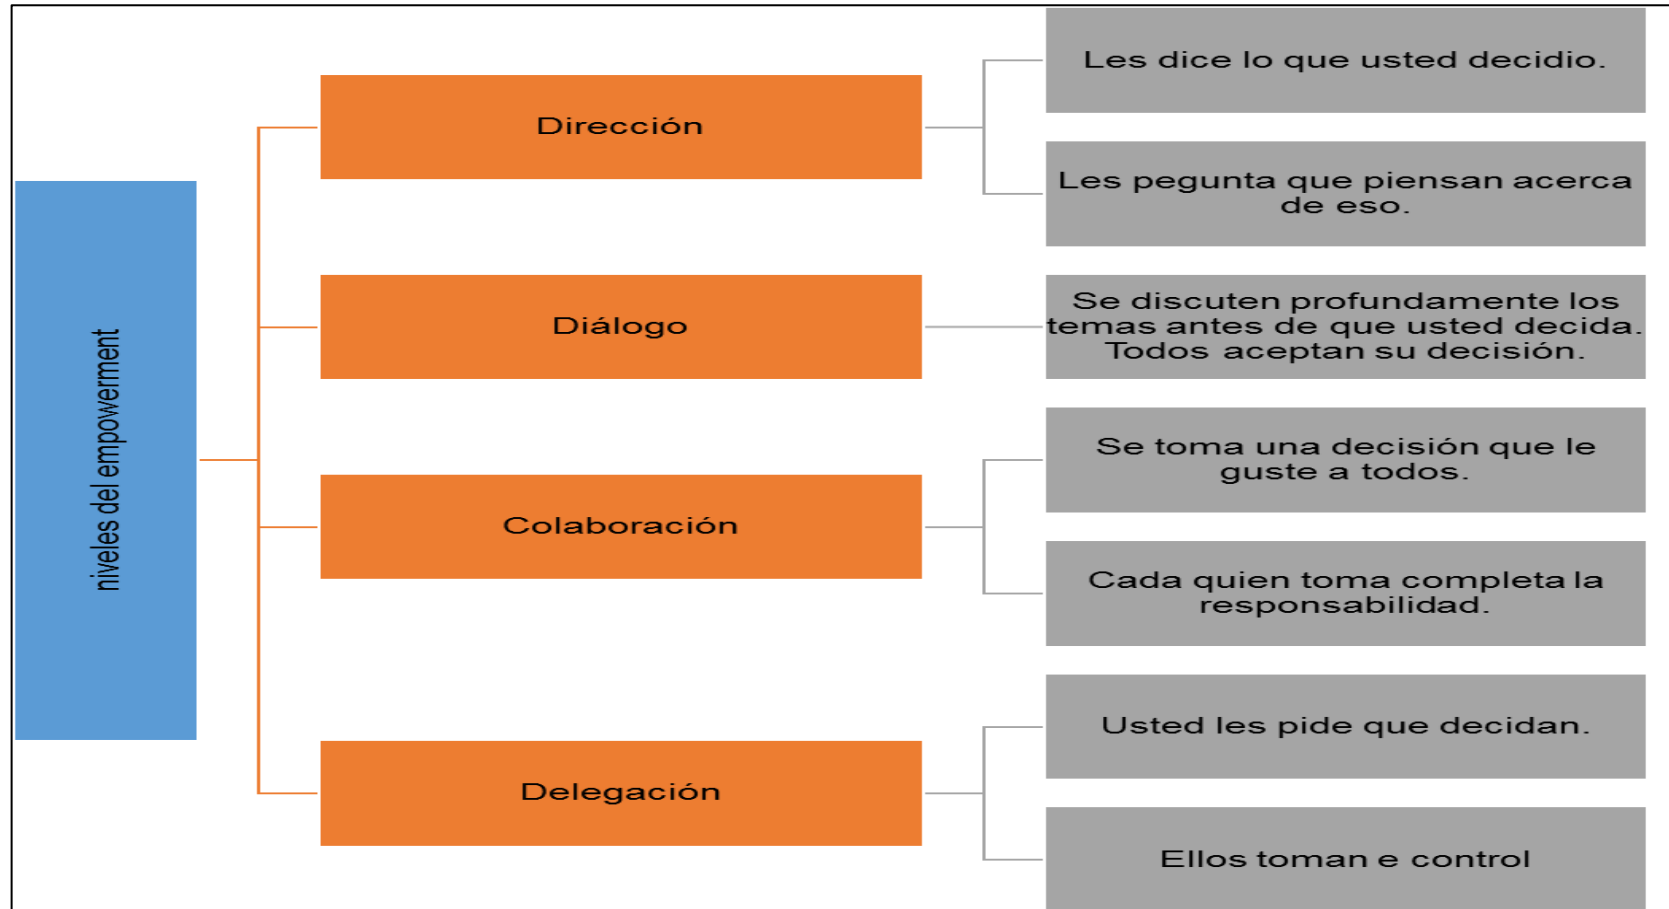 niveles del empowerment
Dirección
Les dice lo que usted decidio.
Les pegunta que piensan acerca
de eso.
Diálogo
Se discuten profundamente los
temas antes de que usted decida.
Todos aceptan su decisión.
Colaboración
Se toma una decisión que le
guste a todos.
Cada quien toma completa la
responsabilidad.
Delegación
Usted les pide que decidan.
Ellos toman e control